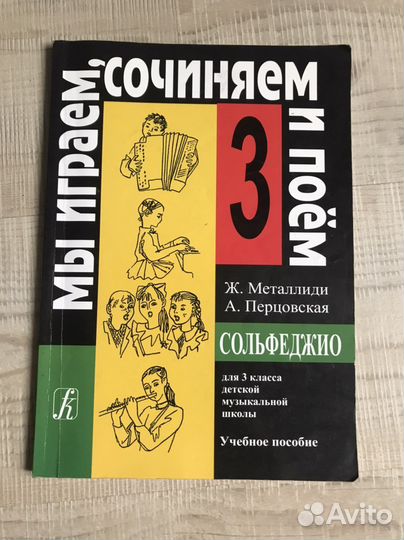 Мы играем, сочиняем и поём
3
Ж. Металлиди
А. Перцовская
СОЛЬФЕДЖИО
для 3 класса
детской
музыкальной
школы
Учебное пособие
Avito